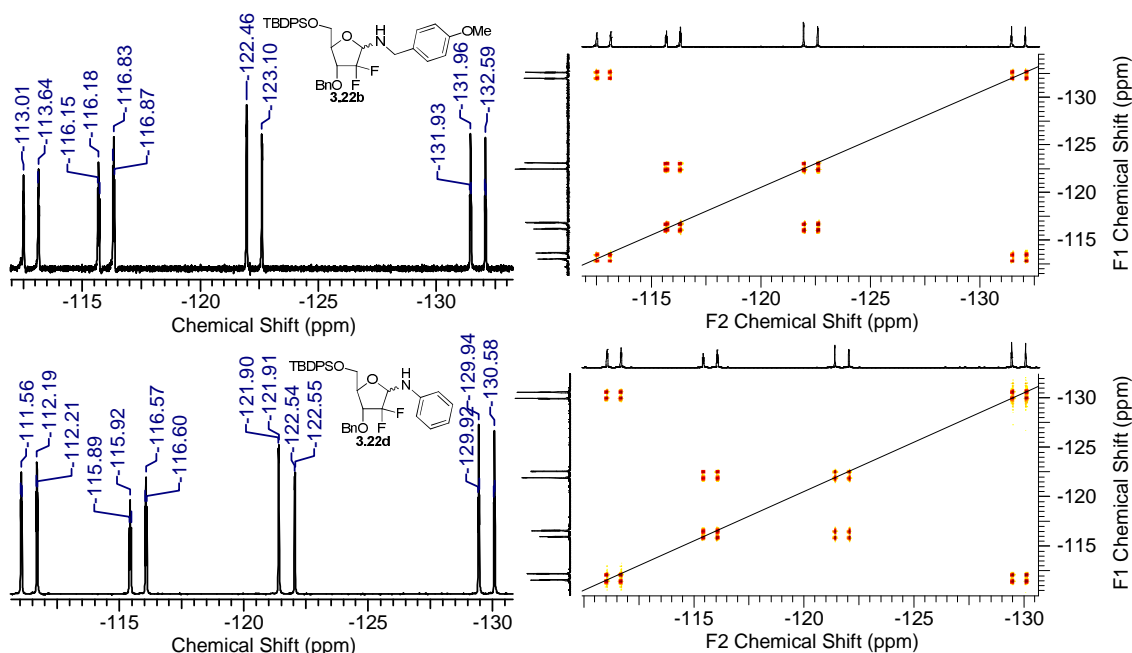 TBDPSO
O
H
N
OMe
F
F
BnO
3.22b
-113.01
-113.64
-116.15
-116.18
-116.83
-116.87
-122.46
-123.10
-131.93
-131.96
-132.59
-115 -120 -125 -130
Chemical Shift (ppm)
-130
-125
-120
-115
F1 Chemical Shift (ppm)
-115 -120 -125 -130
F2 Chemical Shift (ppm)
TBDPSO
O
H
N
F
F
BnO
3.22d
-111.56
-112.19
-112.21
-115.89
-115.92
-116.57
-116.60
-121.90
-121.91
-122.54
-122.55
-129.92
-129.94
-130.58
-115 -120 -125 -130
Chemical Shift (ppm)
-130
-125
-120
-115
F1 Chemical Shift (ppm)
-115 -120 -125 -130
F2 Chemical Shift (ppm)